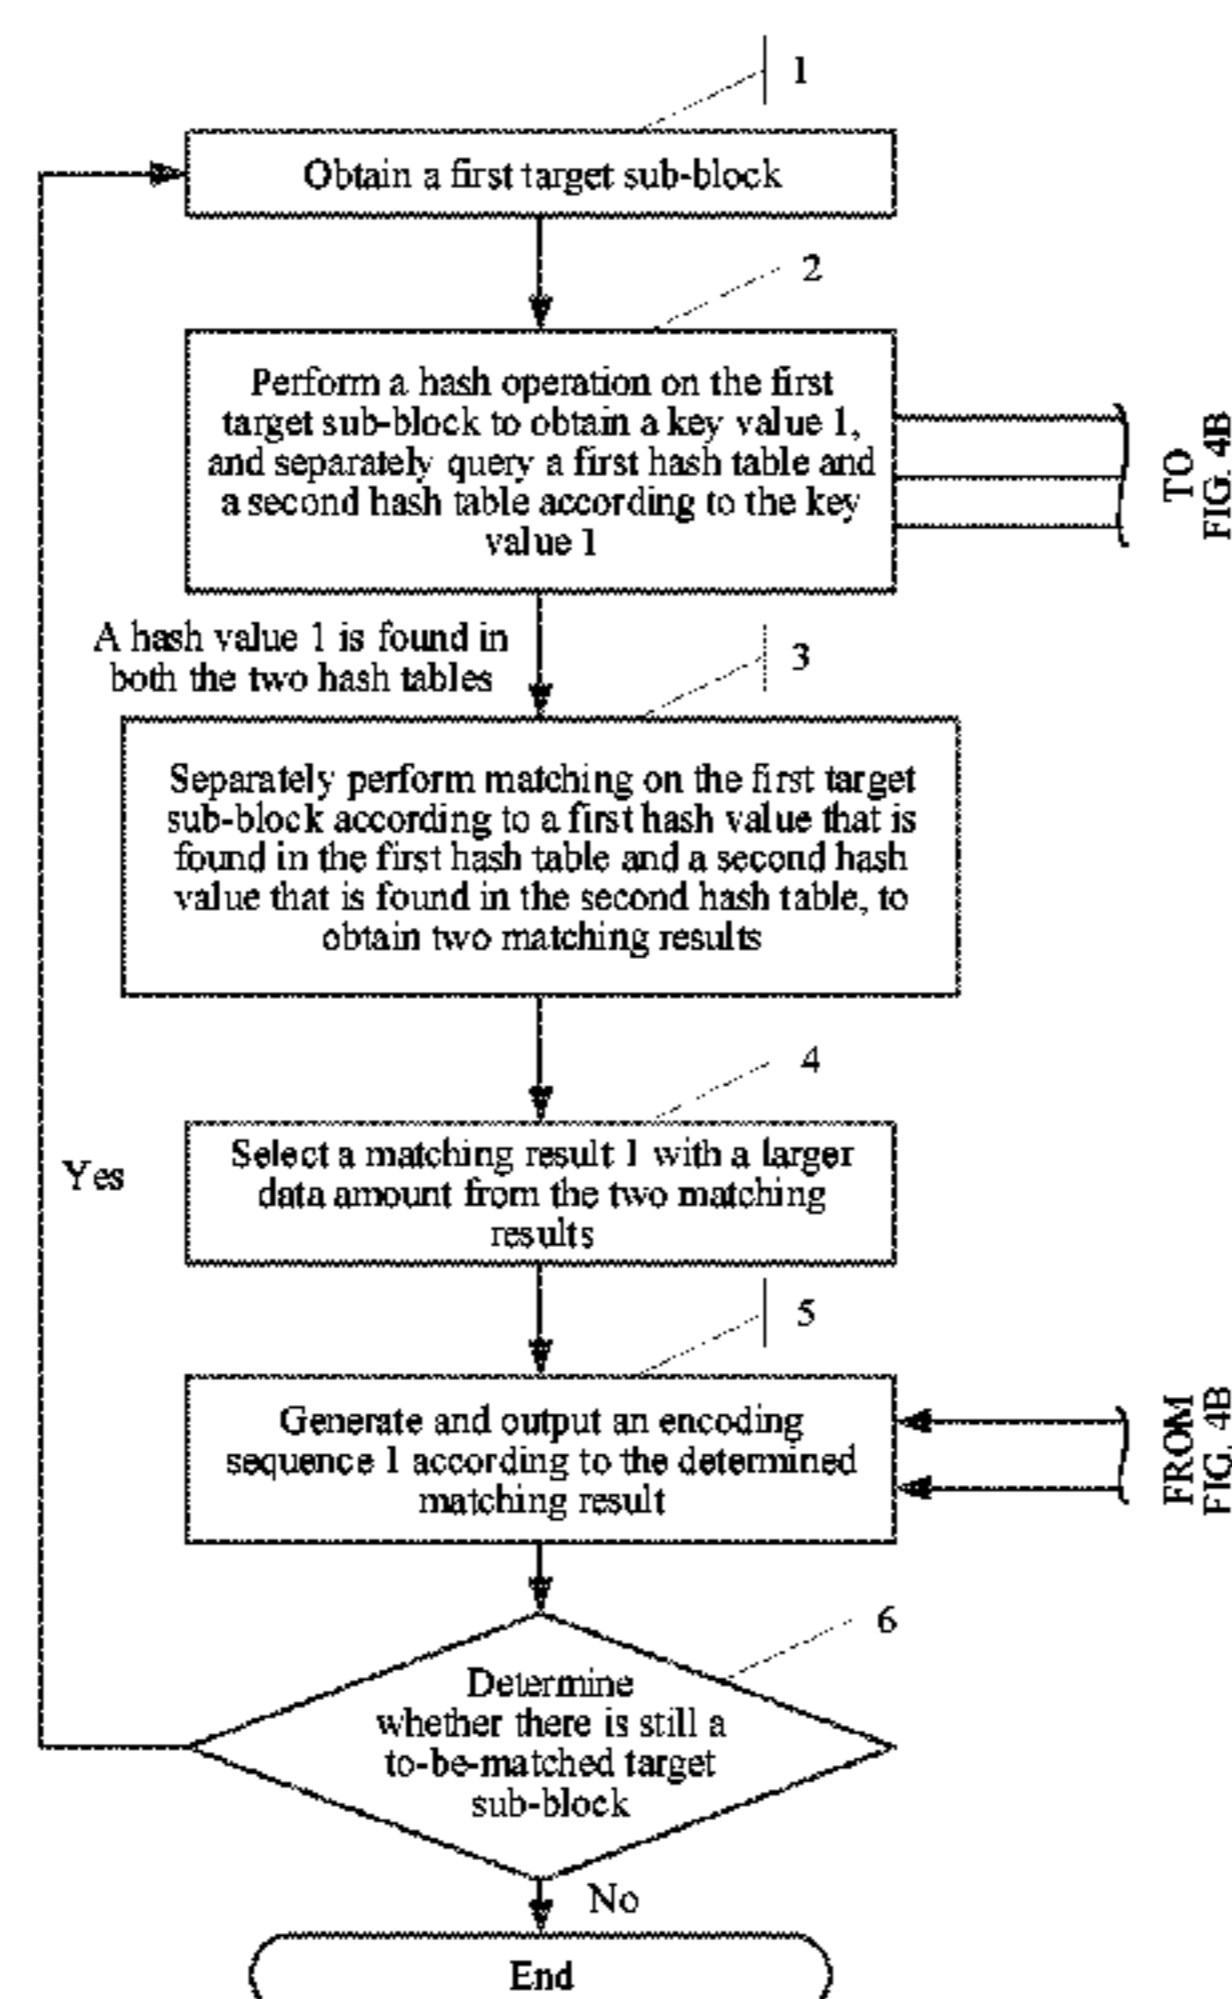 1
Obtain a first target sub-block
2
Perform a hash operation on the first
target sub-block to obtain a key value 1,
and separately query a first hash table and
a second hash table according to the key
value 1
TO
FIG. 4B
A hash value 1 is found in
both the two hash tables
3
Separately perform matching on the first target
sub-block according to a first hash value that is
found in the first hash table and a second hash
value that is found in the second hash table, to
obtain two matching results
4
Select a matching result 1 with a larger
data amount from the two matching
results
Yes
5
Generate and output an encoding
sequence 1 according to the determined
matching result
FROM
FIG. 4B
6
Determine
whether there is still a
to-be-matched target
sub-block
No
End